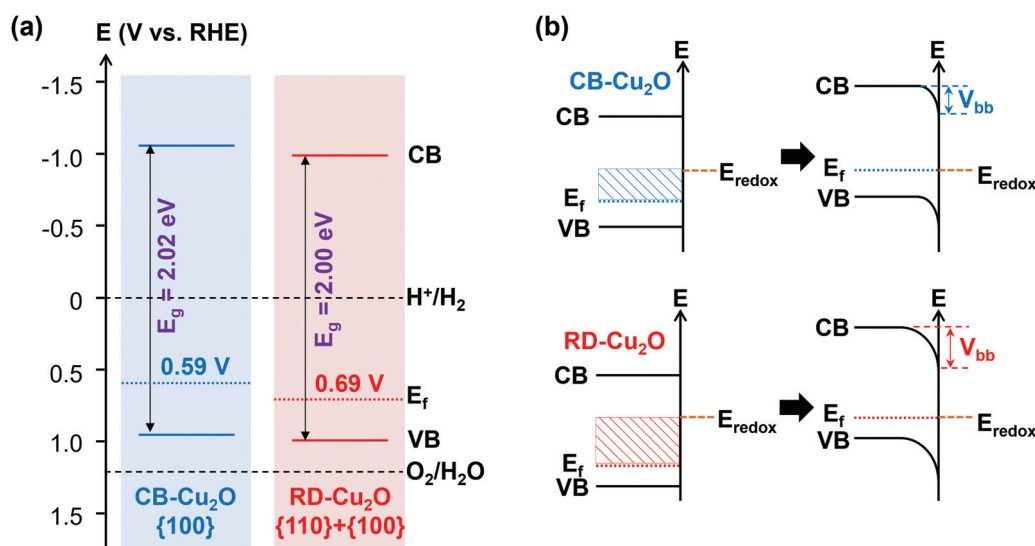 (a)
E (V vs. RHE)
-1.5
-1.0
-0.5
0
0.5
1.0
1.5
E_g = 2.02 eV
E_g = 2.00 eV
0.59 V
0.69 V
CB
H⁺/H₂
E_f
VB
O₂/H₂O
CB-Cu₂O
{100}
RD-Cu₂O
{110}+{100}
(b)
E
CB-Cu₂O
CB
E_redox
E_f
VB
E
CB
V_bb
E_f
E_redox
VB
E
RD-Cu₂O
CB
E_redox
E_f
VB
E
CB
V_bb
E_f
E_redox
VB